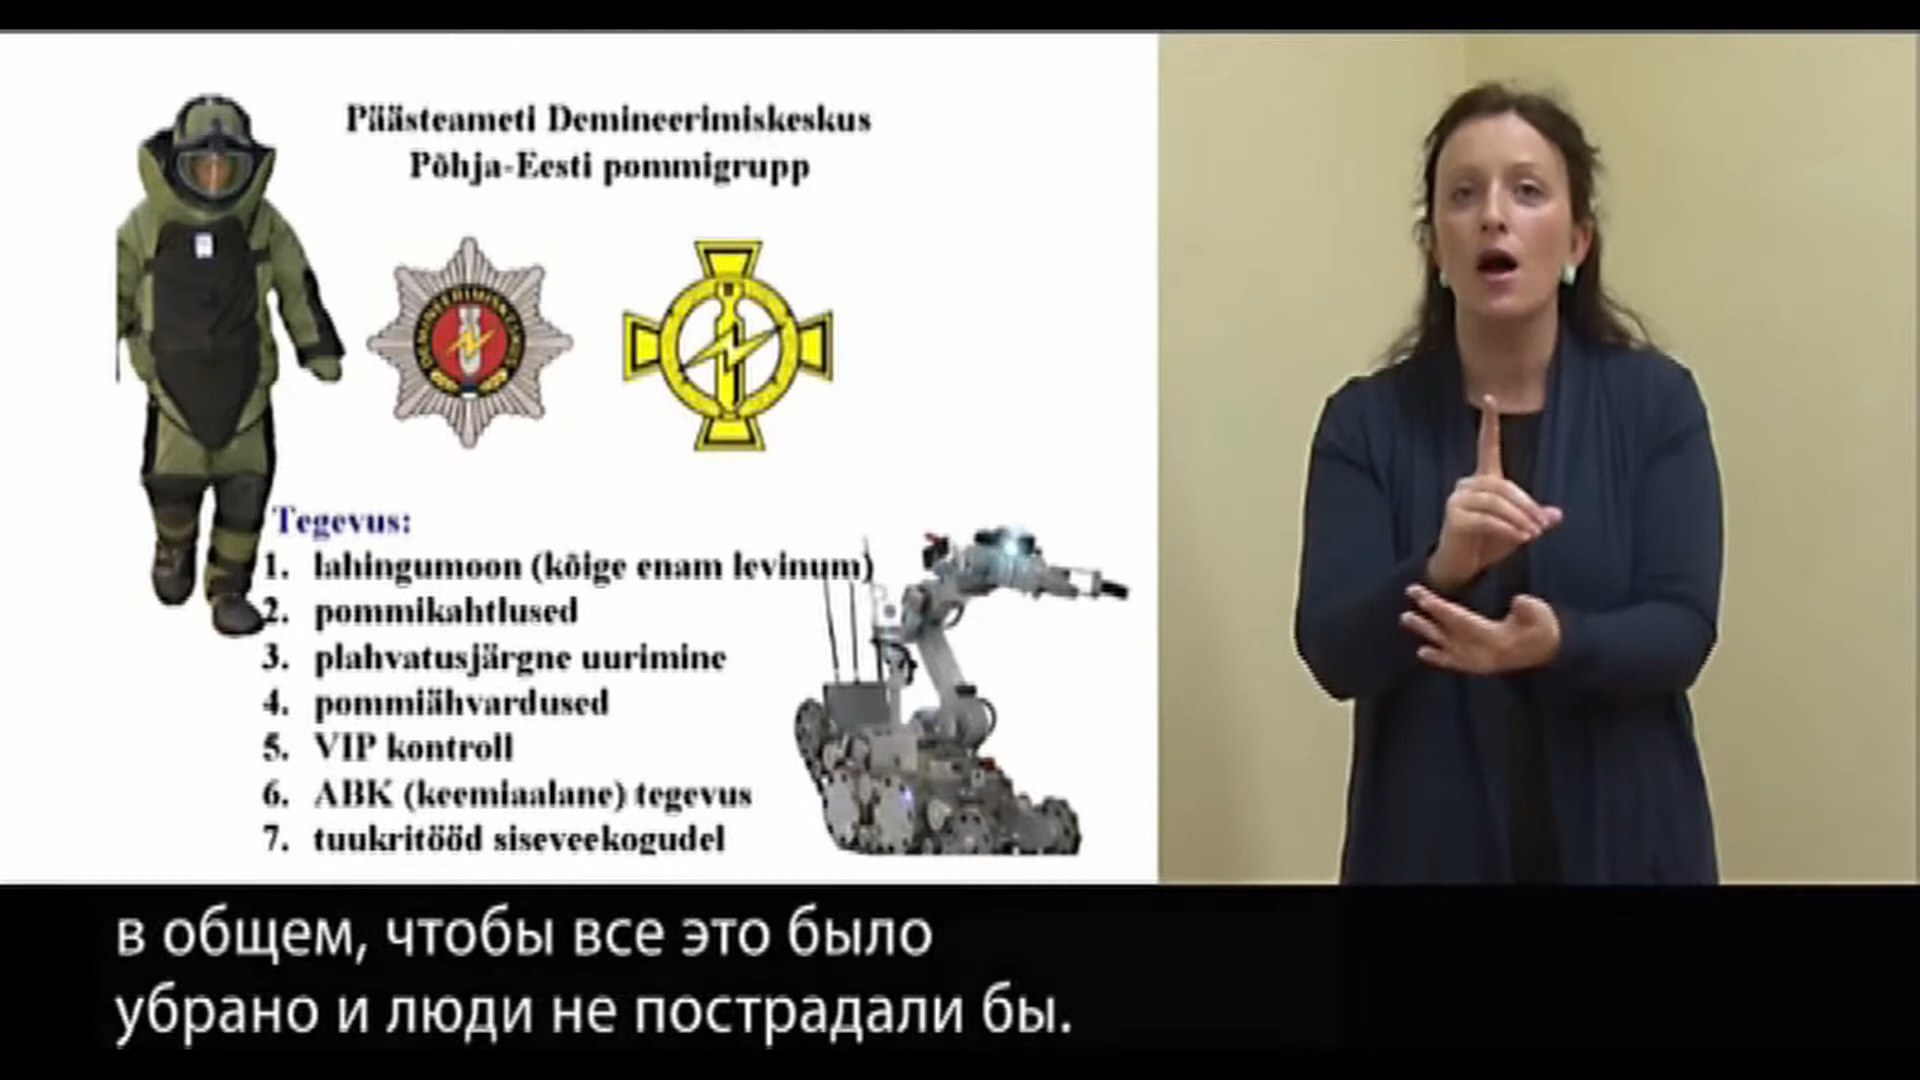 Päästeameti Demineerimiskeskus
Põhja-Eesti pommigrupp
DEMINEERIMISKESKUS
Tegevus:
1. lahingumoon (kõige enam levinum)
2. pommikahtlused
3. plahvatusjärgne uurimine
4. pommiähvardused
5. VIP kontroll
6. ABK (keemiaalane) tegevus
7. tuukritööd siseveekogudel
в общем, чтобы все это было
убрано и люди не пострадали бы.